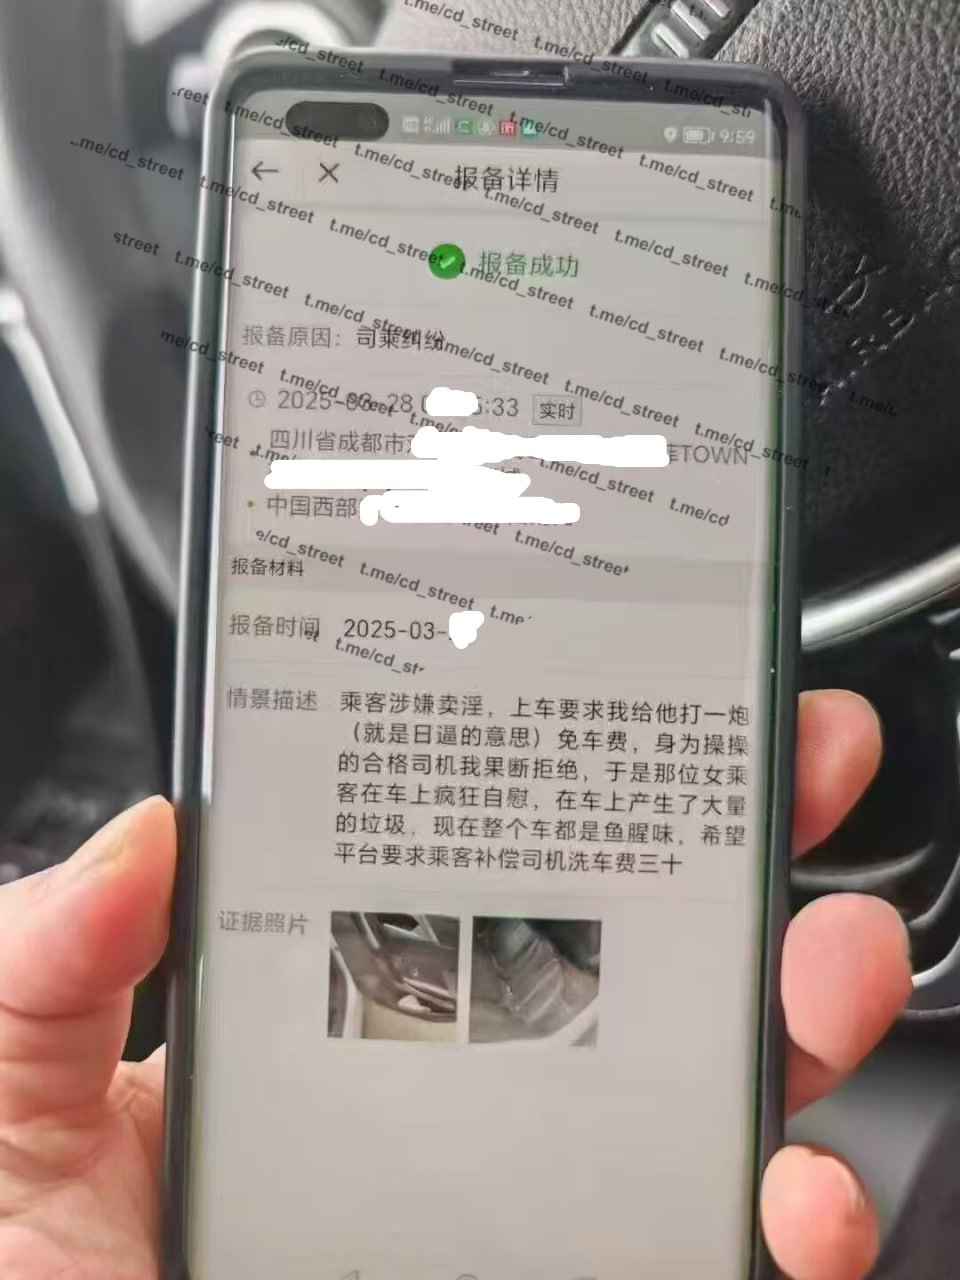 t.me/cd_street
9:59
报备详情
报备成功
报备原因：司乘纠纷
2025-03-28 5:33 实时
四川省成都市 TOWN
中国西部
报备材料
报备时间 2025-03-
情景描述 乘客涉嫌卖淫，上车要求我给他打一炮
（就是日逼的意思）免车费，身为操操
的合格司机我果断拒绝，于是那位女乘
客在车上疯狂自慰，在车上产生了大量
的垃圾，现在整个车都是鱼腥味，希望
平台要求乘客补偿司机洗车费三十
证据照片